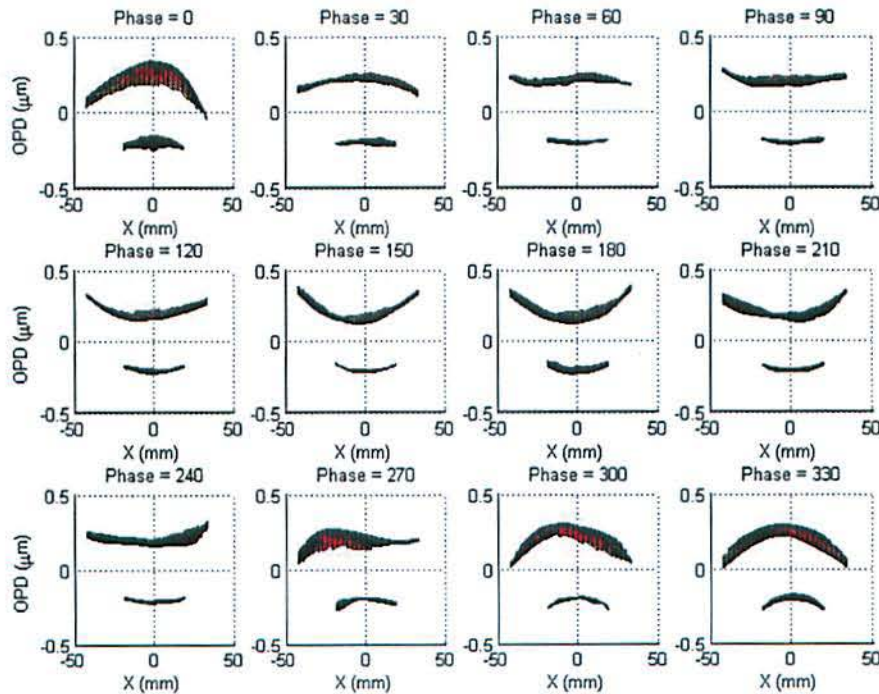 Phase = 0 Phase = 30 Phase = 60 Phase = 90
0.5 0.5 0.5 0.5
OPD (μm)
0 0 0 0
-0.5 -0.5 -0.5 -0.5
-50 0 50 -50 0 50 -50 0 50 -50 0 50
X (mm) X (mm) X (mm) X (mm)
Phase = 120 Phase = 150 Phase = 180 Phase = 210
0.5 0.5 0.5 0.5
OPD (μm)
0 0 0 0
-0.5 -0.5 -0.5 -0.5
-50 0 50 -50 0 50 -50 0 50 -50 0 50
X (mm) X (mm) X (mm) X (mm)
Phase = 240 Phase = 270 Phase = 300 Phase = 330
0.5 0.5 0.5 0.5
OPD (μm)
0 0 0 0
-0.5 -0.5 -0.5 -0.5
-50 0 50 -50 0 50 -50 0 50 -50 0 50
X (mm) X (mm) X (mm) X (mm)